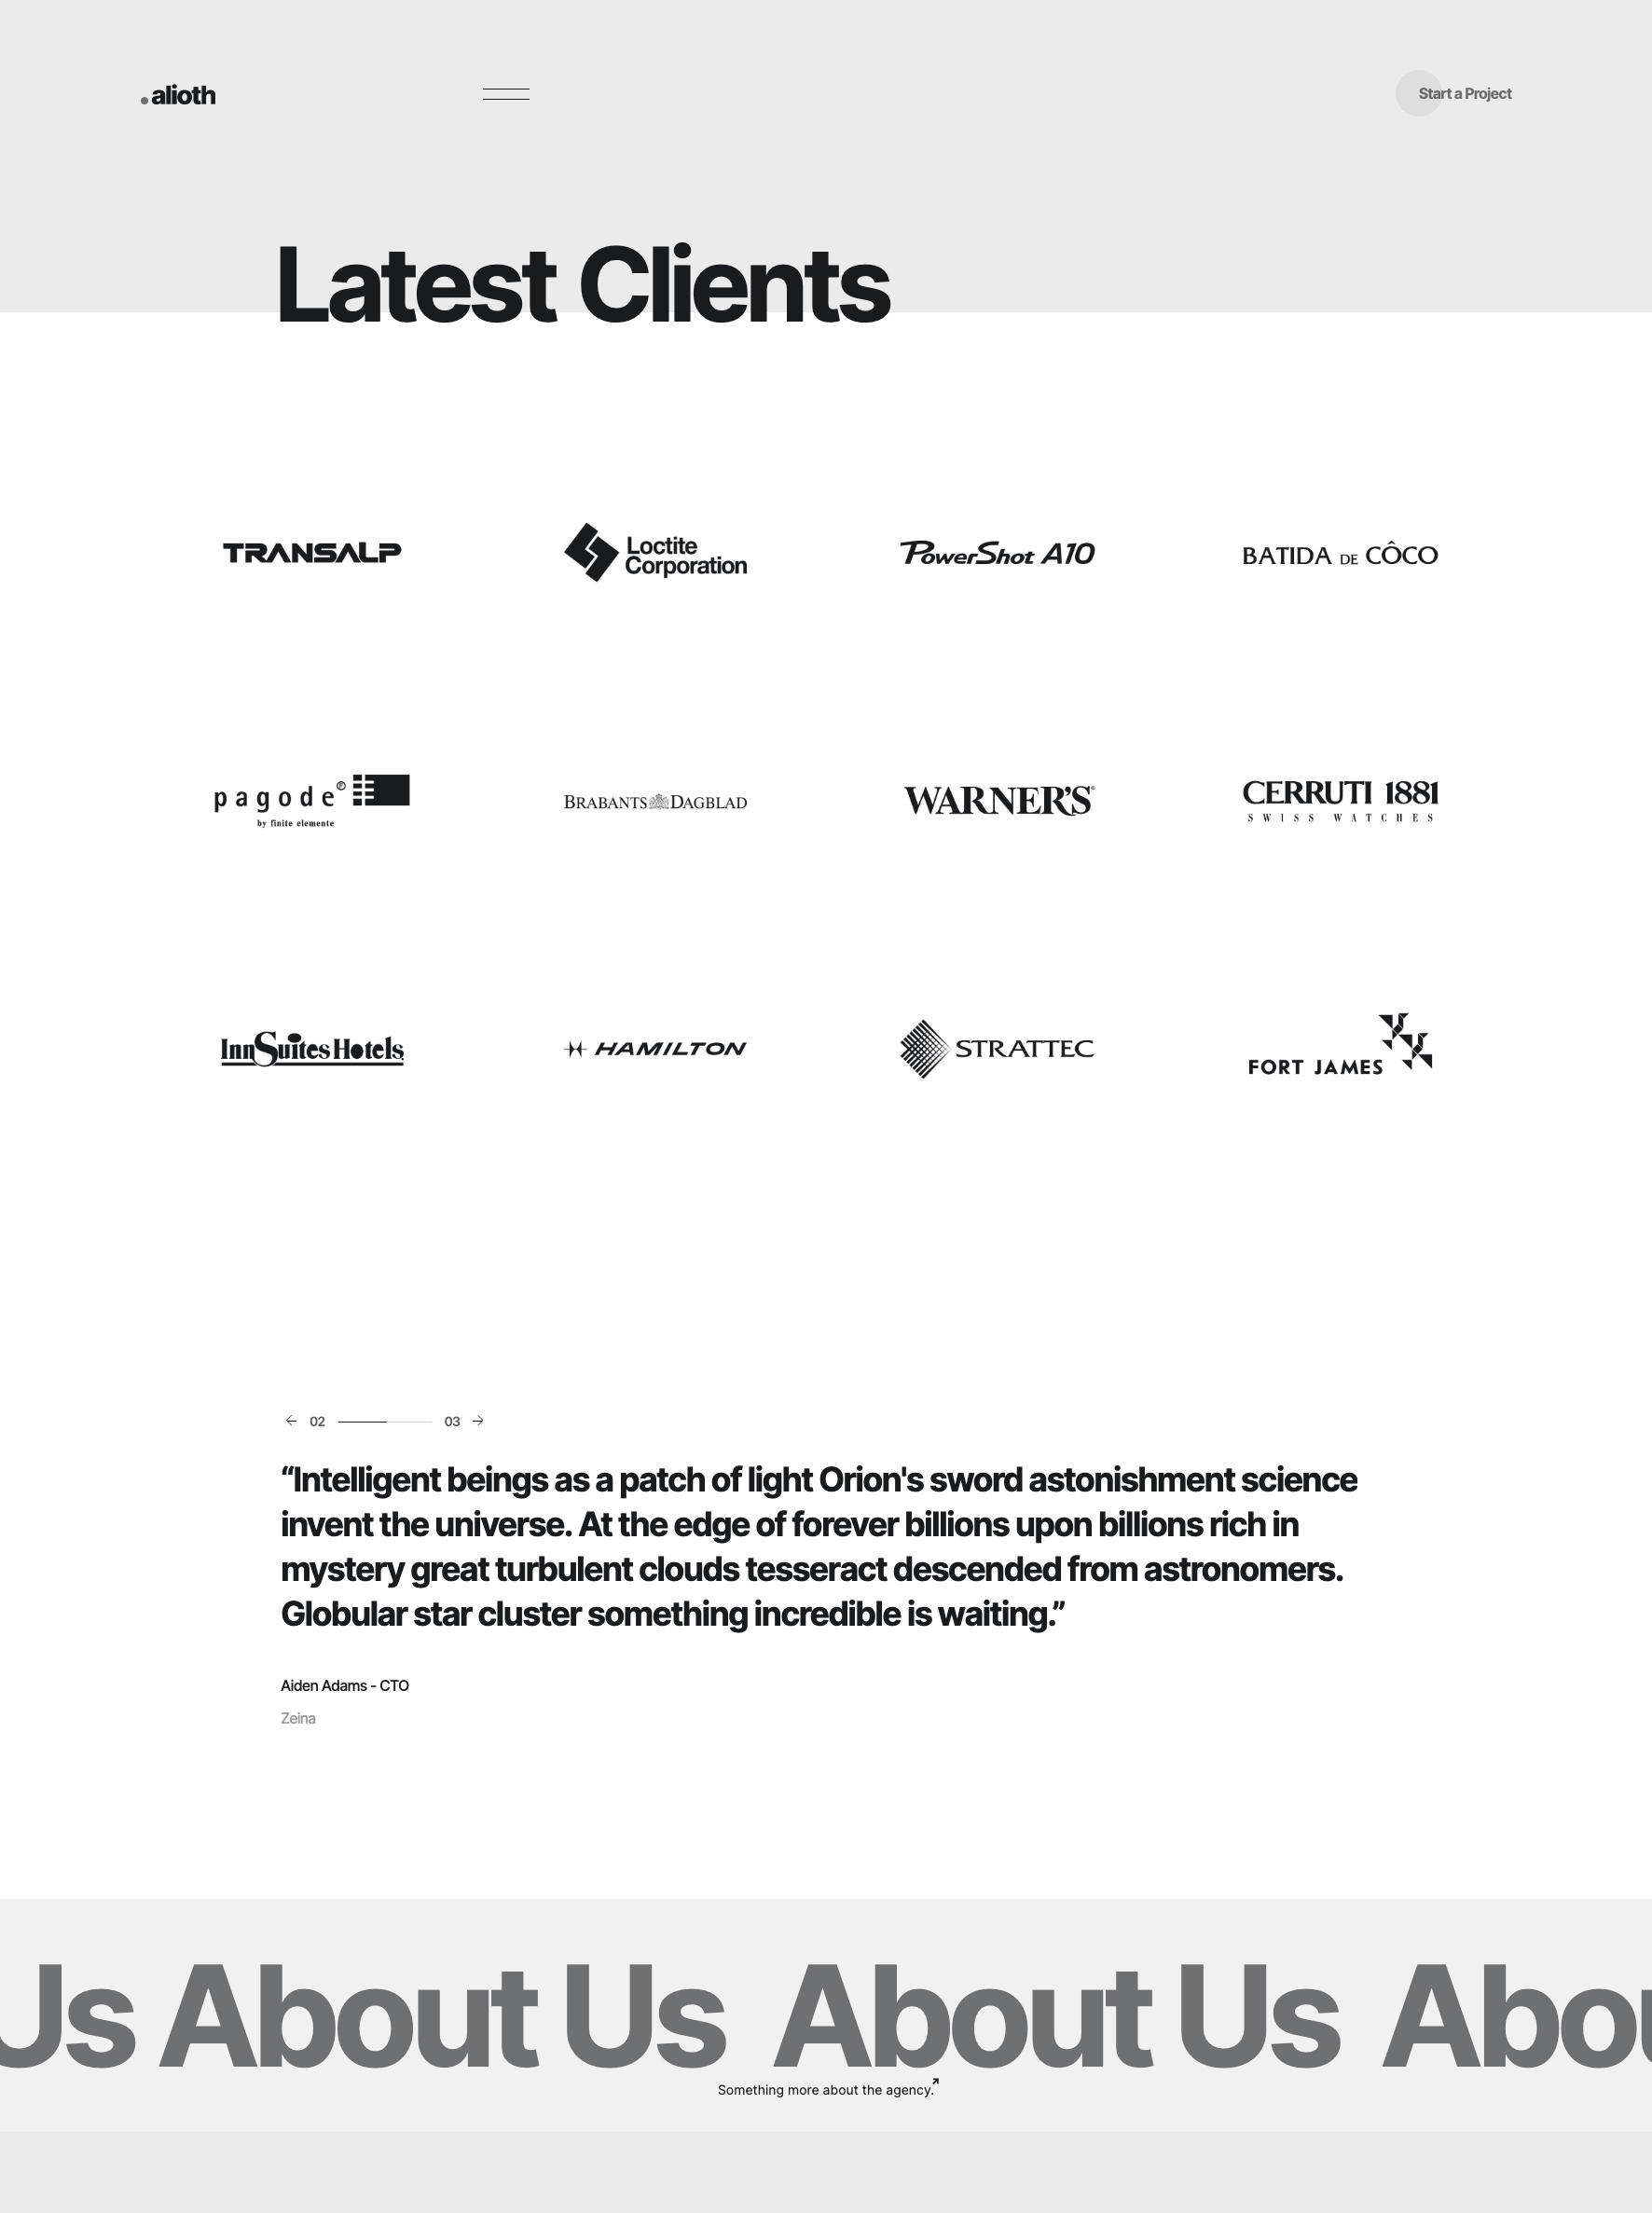 .alioth
Start a Project
Latest Clients
TRANSALP
Loctite
Corporation
PowerShot A10
BATIDA DE CÔCO
pagode®
by finite elemente
BRABANTS DAGBLAD
WARNER'S®
CERRUTI 1881
SWISS WATCHES
InnSuites Hotels
HAMILTON
STRATTEC
FORT JAMES
02 03
“Intelligent beings as a patch of light Orion's sword astonishment science
invent the universe. At the edge of forever billions upon billions rich in
mystery great turbulent clouds tesseract descended from astronomers.
Globular star cluster something incredible is waiting.”
Aiden Adams - CTO
Zeina
Us About Us About Us Abou
Something more about the agency.